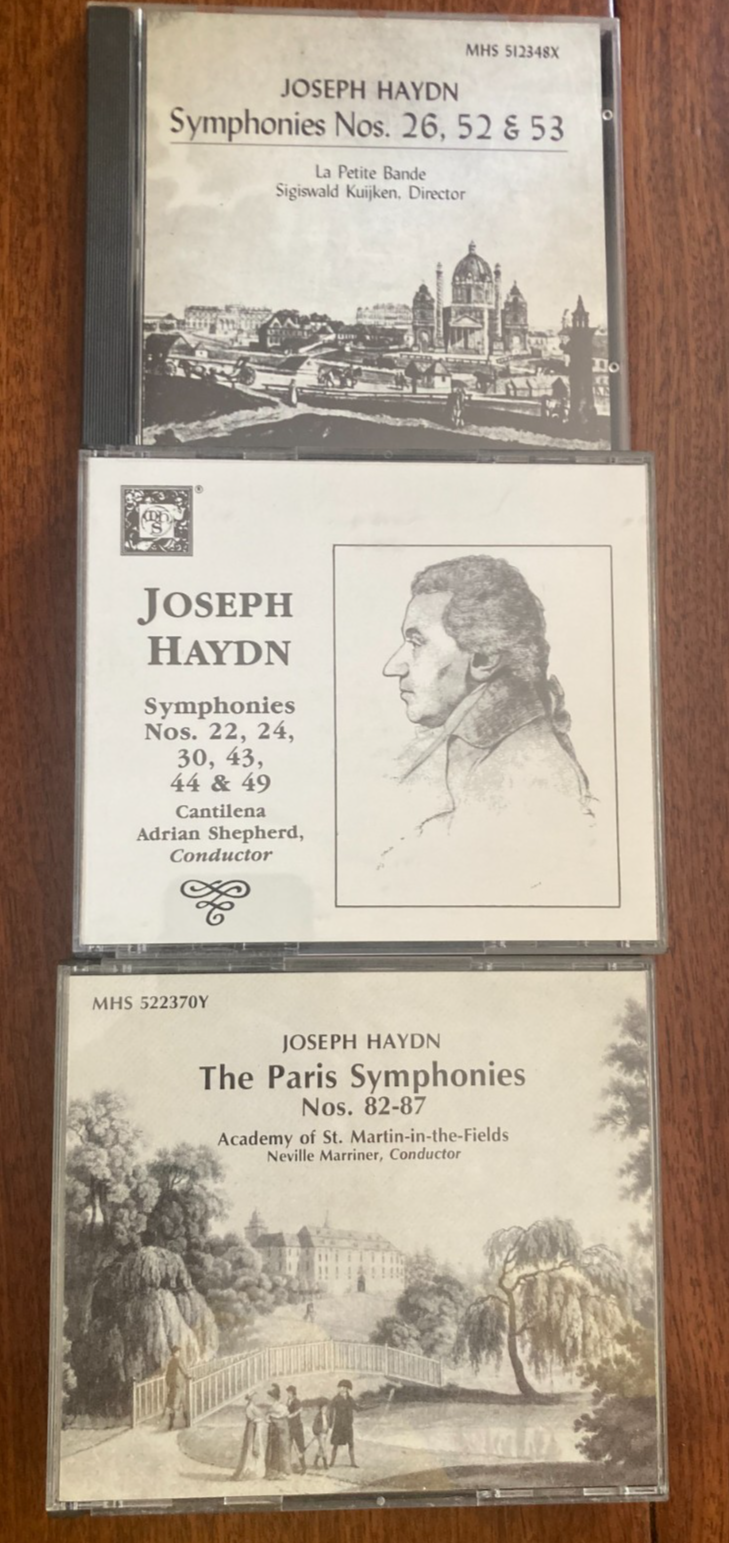 MHS 512348X
JOSEPH HAYDN
Symphonies Nos. 26, 52 & 53
La Petite Bande
Sigiswald Kuijken, Director
®
JOSEPH
HAYDN
Symphonies
Nos. 22, 24,
30, 43,
44 & 49
Cantilena
Adrian Shepherd,
Conductor
MHS 522370Y
JOSEPH HAYDN
The Paris Symphonies
Nos. 82-87
Academy of St. Martin-in-the-Fields
Neville Marriner, Conductor